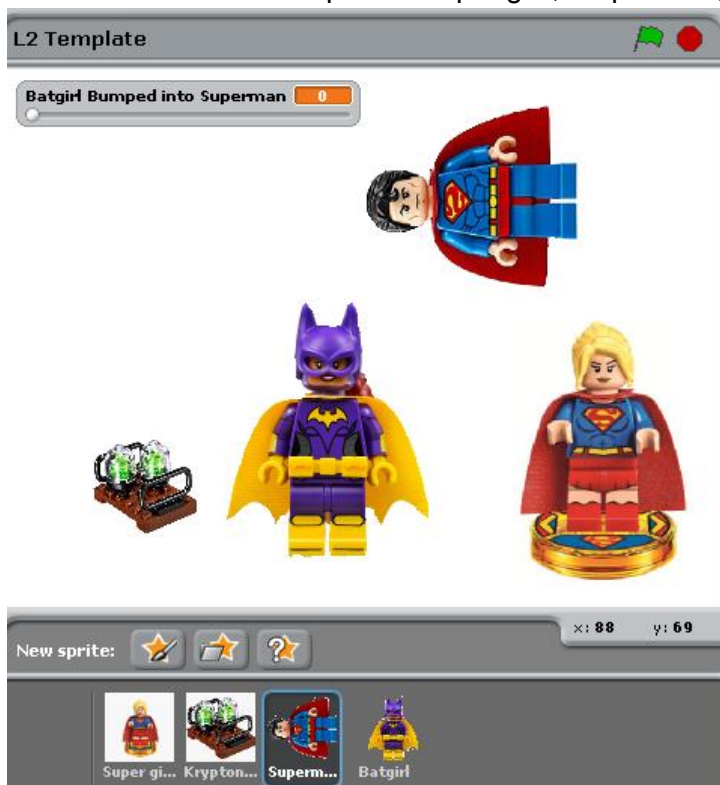 L2 Template
Batgirl Bumped into Superman 0
x: 88 y: 69
New sprite:
Super gi... Krypton... Superm... Batgirl